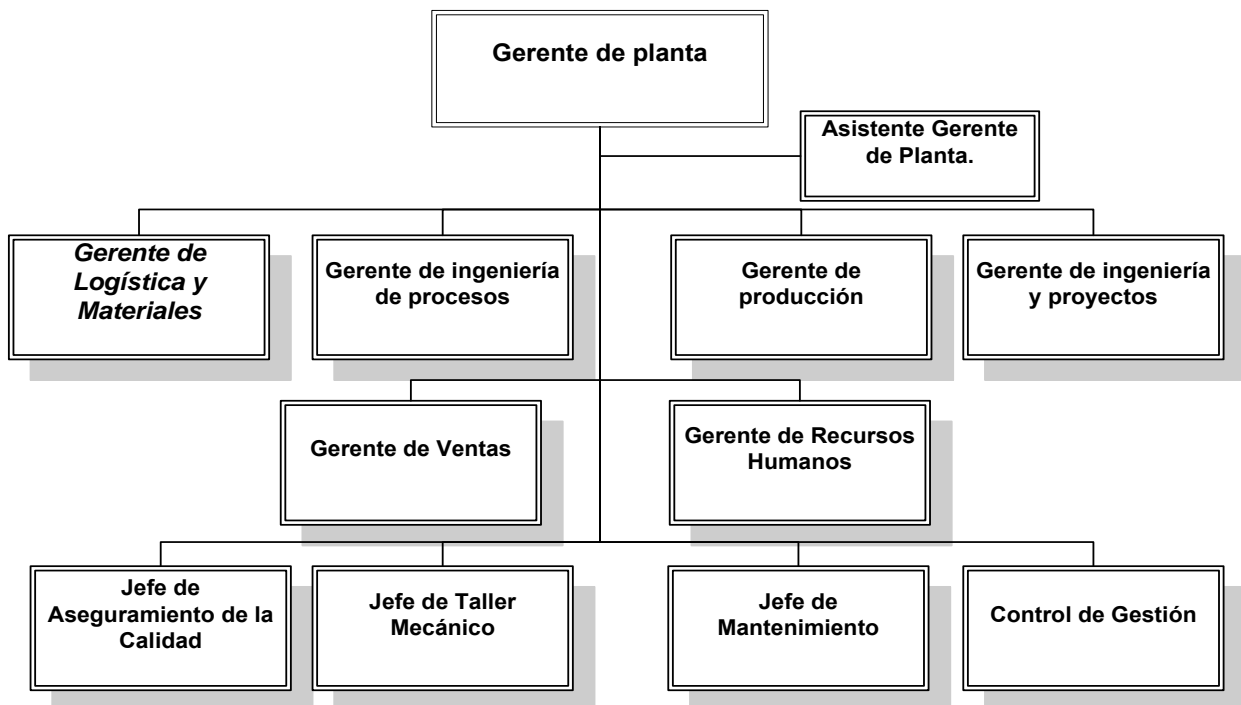 Gerente de planta
Asistente Gerente
de Planta.
Gerente de
Logística y
Materiales
Gerente de ingeniería
de procesos
Gerente de
producción
Gerente de ingeniería
y proyectos
Gerente de Ventas
Gerente de Recursos
Humanos
Jefe de
Aseguramiento de la
Calidad
Jefe de Taller
Mecánico
Jefe de
Mantenimiento
Control de Gestión